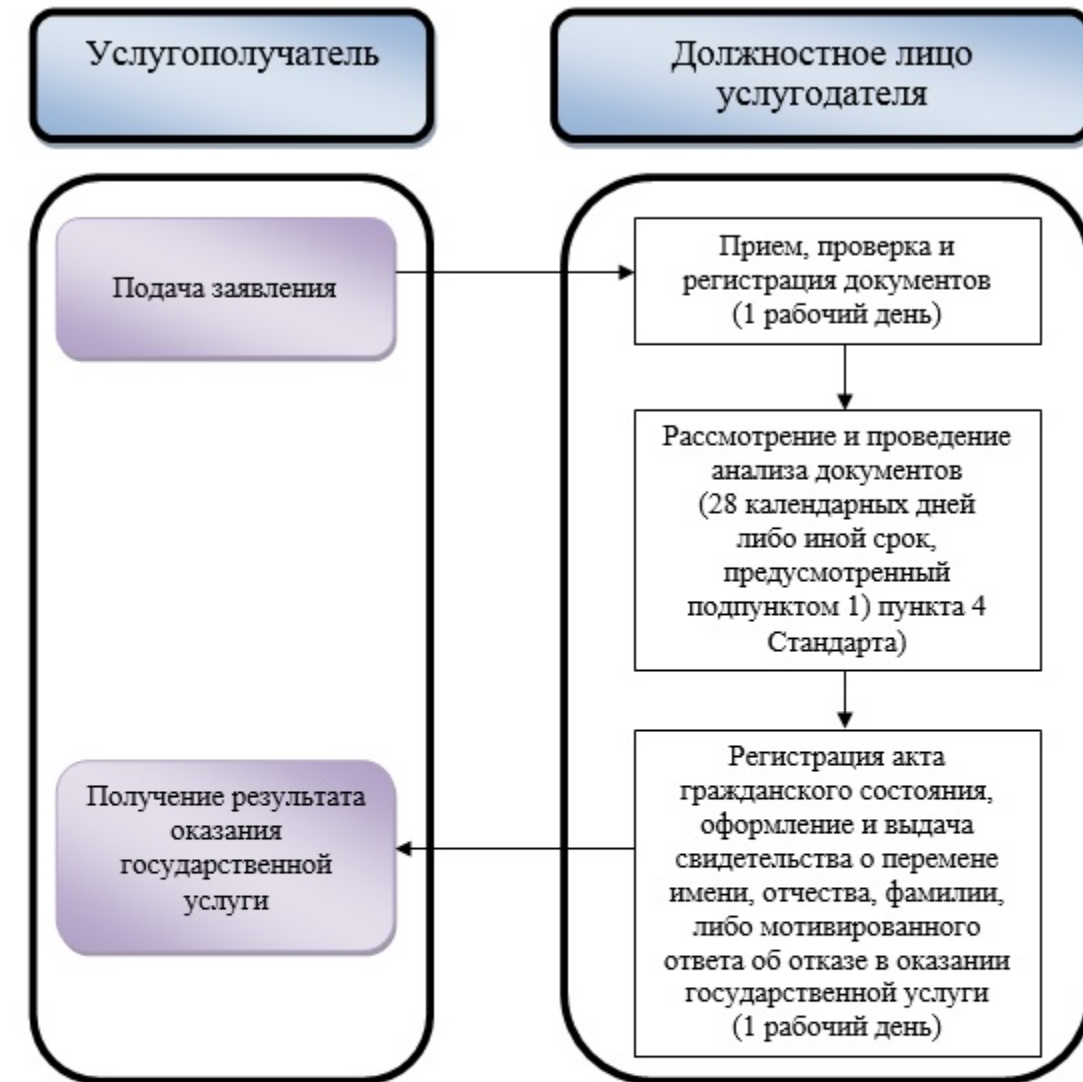 Услугополучатель
Должностное лицо
услугодателя
Подача заявления
Прием, проверка и
регистрация документов
(1 рабочий день)
Рассмотрение и проведение
анализа документов
(28 календарных дней
либо иной срок,
предусмотренный
подпунктом 1) пункта 4
Стандарта)
Получение результата
оказания
государственной
услуги
Регистрация акта
гражданского состояния,
оформление и выдача
свидетельства о перемене
имени, отчества, фамилии,
либо мотивированного
ответа об отказе в оказании
государственной услуги
(1 рабочий день)